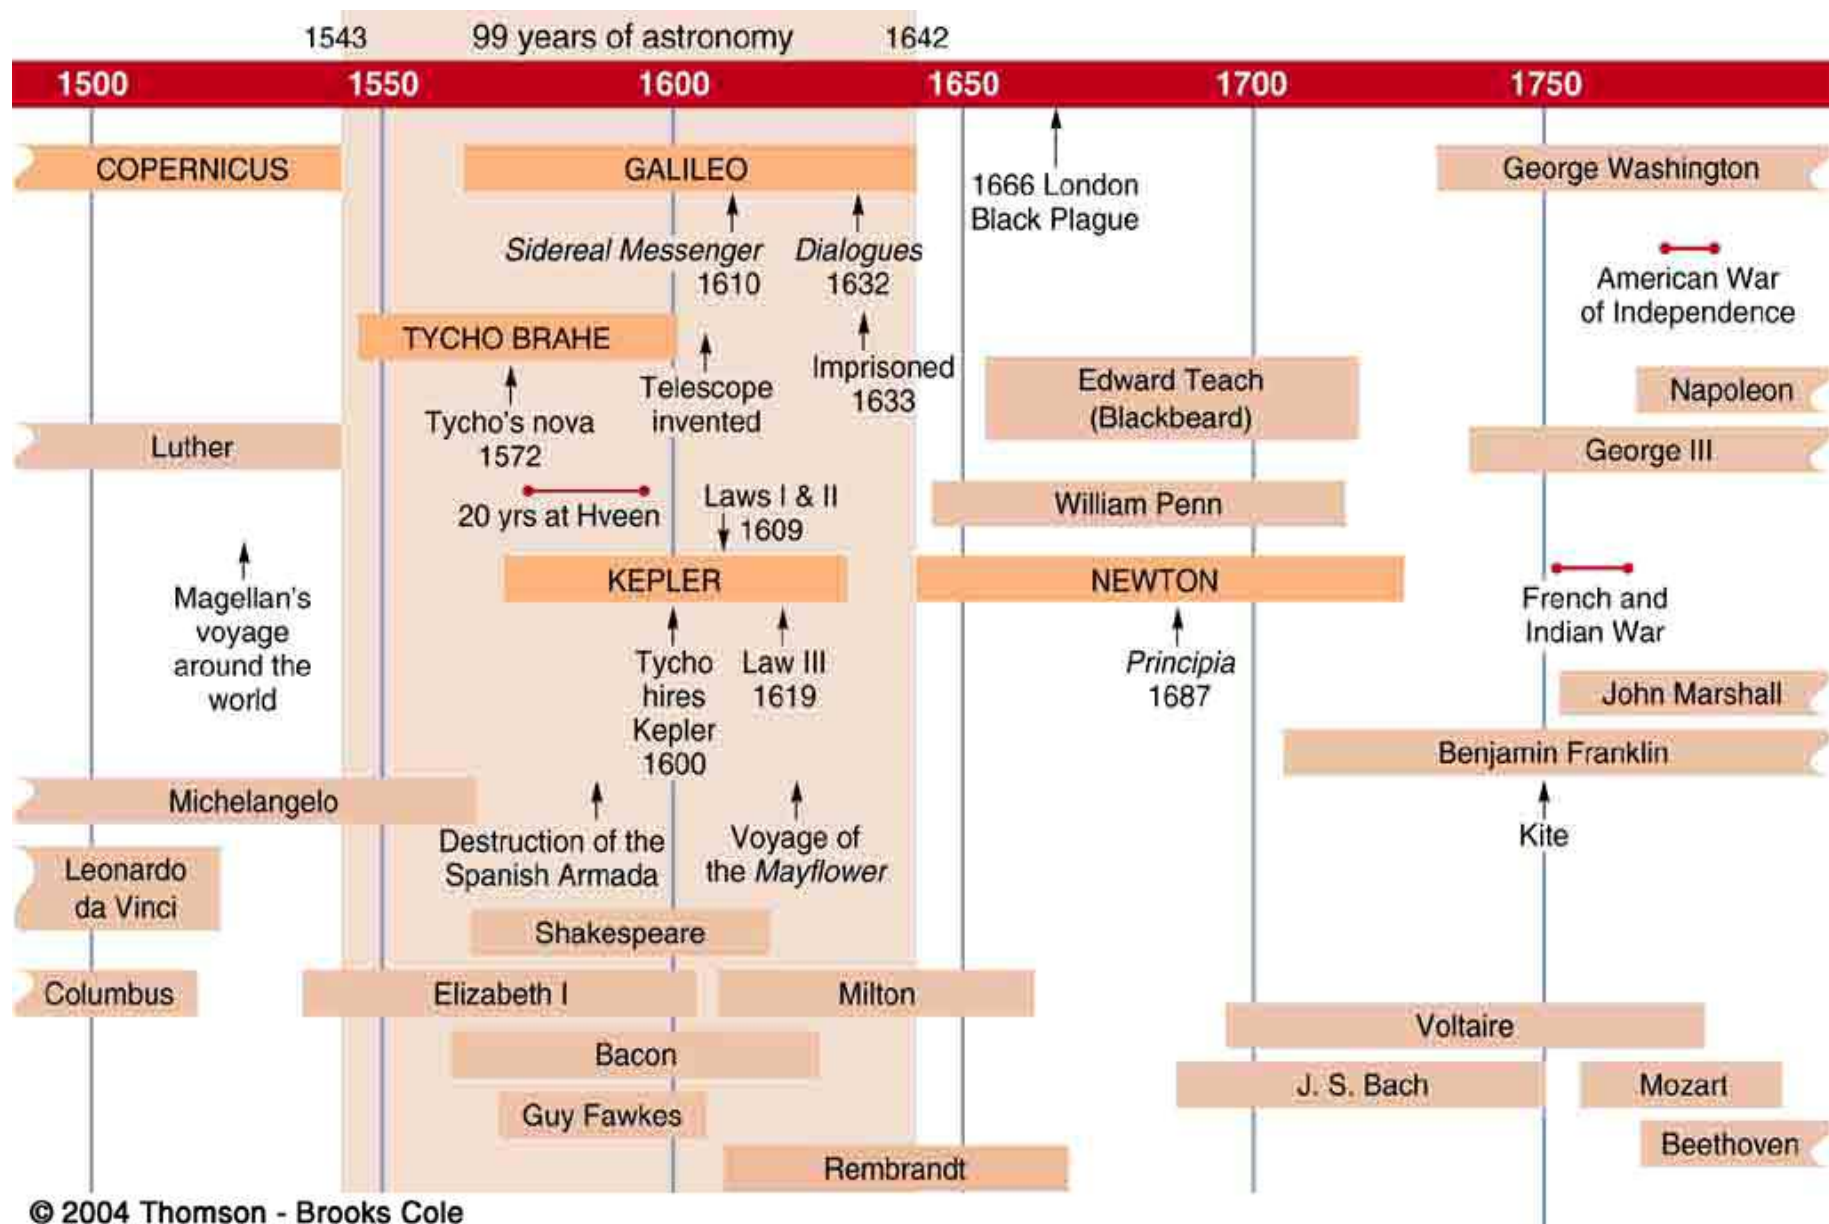 1543 99 years of astronomy 1642
1500 1550 1600 1650 1700 1750
COPERNICUS
GALILEO
George Washington
1666 London
Black Plague
Sidereal Messenger
1610
Dialogues
1632
American War
of Independence
TYCHO BRAHE
Telescope
invented
Imprisoned
1633
Edward Teach
(Blackbeard)
Napoleon
Tycho's nova
1572
Luther
George III
20 yrs at Hveen
Laws I & II
1609
William Penn
KEPLER
NEWTON
Magellan's
voyage
around the
world
French and
Indian War
Tycho
hires
Kepler
1600
Law III
1619
Principia
1687
John Marshall
Benjamin Franklin
Michelangelo
Destruction of the
Spanish Armada
Voyage of
the Mayflower
Kite
Leonardo
da Vinci
Shakespeare
Columbus
Elizabeth I
Milton
Voltaire
Bacon
J. S. Bach
Mozart
Guy Fawkes
Beethoven
Rembrandt
© 2004 Thomson - Brooks Cole